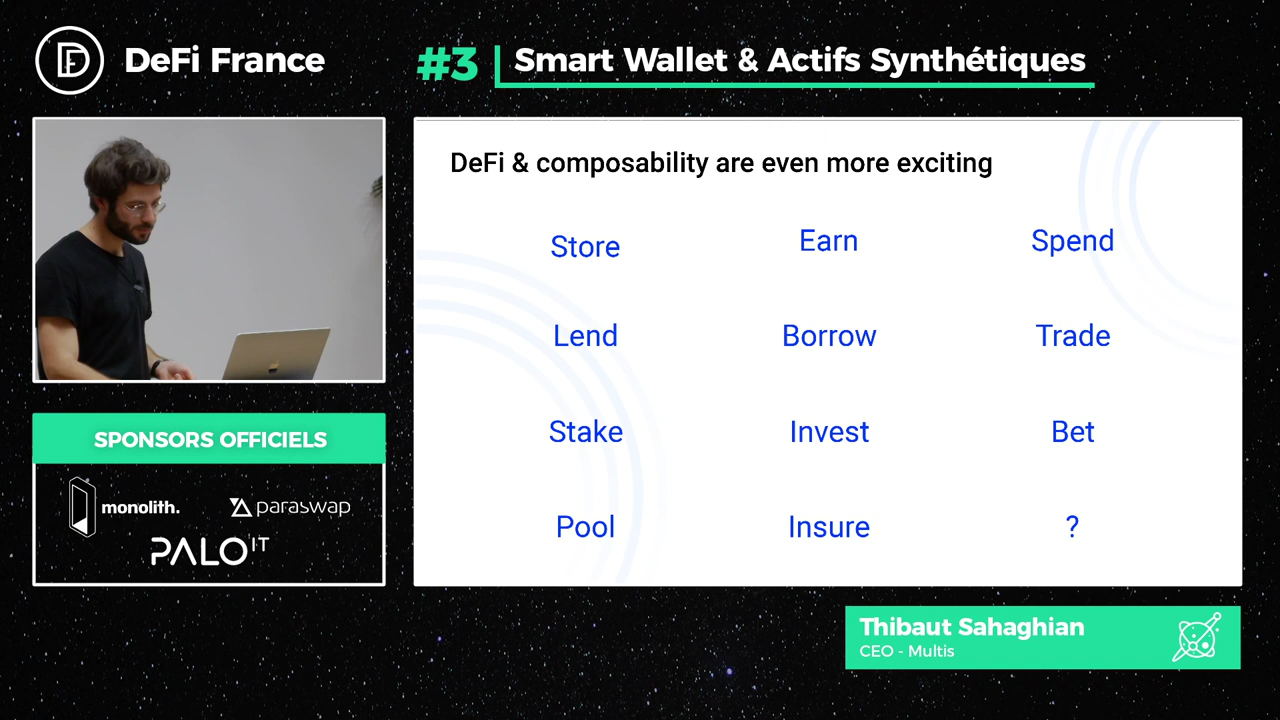 DeFi France
#3 Smart Wallet & Actifs Synthétiques
DeFi & composability are even more exciting
Store Earn Spend
Lend Borrow Trade
Stake Invest Bet
Pool Insure ?
SPONSORS OFFICIELS
monolith. paraswap
PALO IT
Thibaut Sahaghian
CEO - Multis